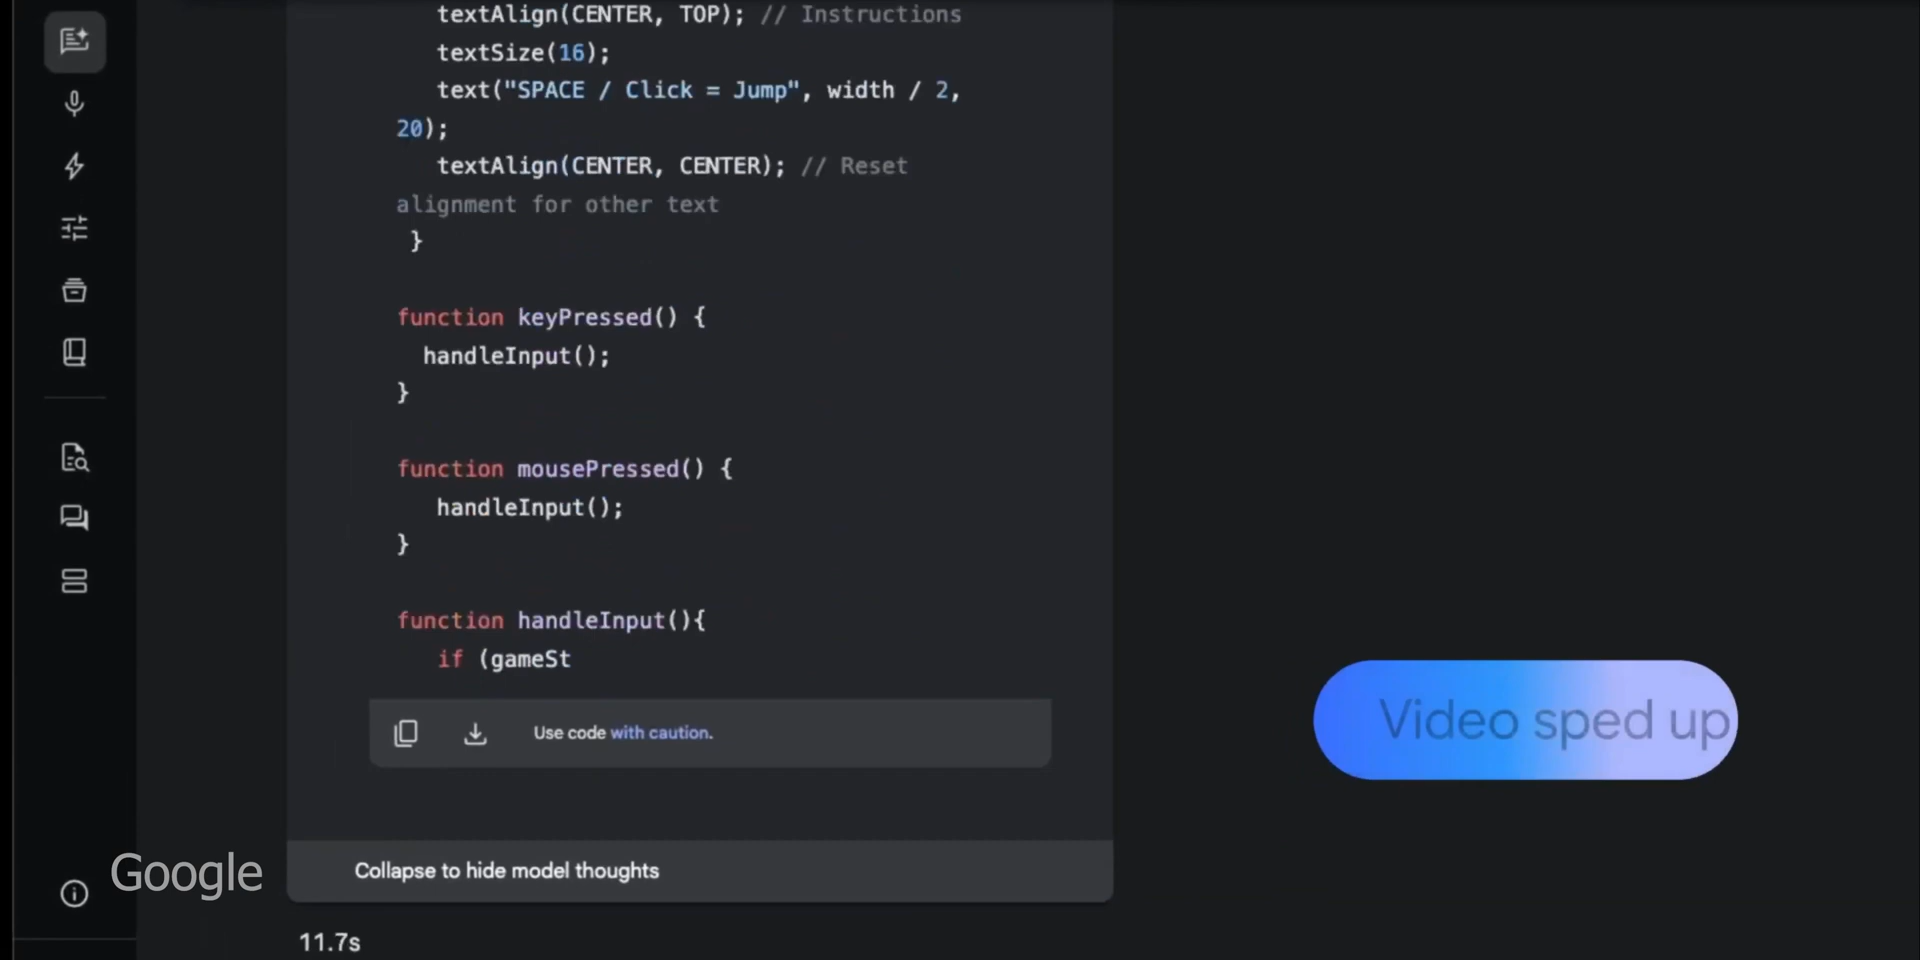 textAlign(CENTER, TOP); // Instructions
textSize(16);
text("SPACE / Click = Jump", width / 2,
20);
textAlign(CENTER, CENTER); // Reset
alignment for other text
}
function keyPressed() {
handleInput();
}
function mousePressed() {
handleInput();
}
function handleInput(){
if (gameSt
Use code with caution.
Video sped up
Collapse to hide model thoughts
Google
11.7s